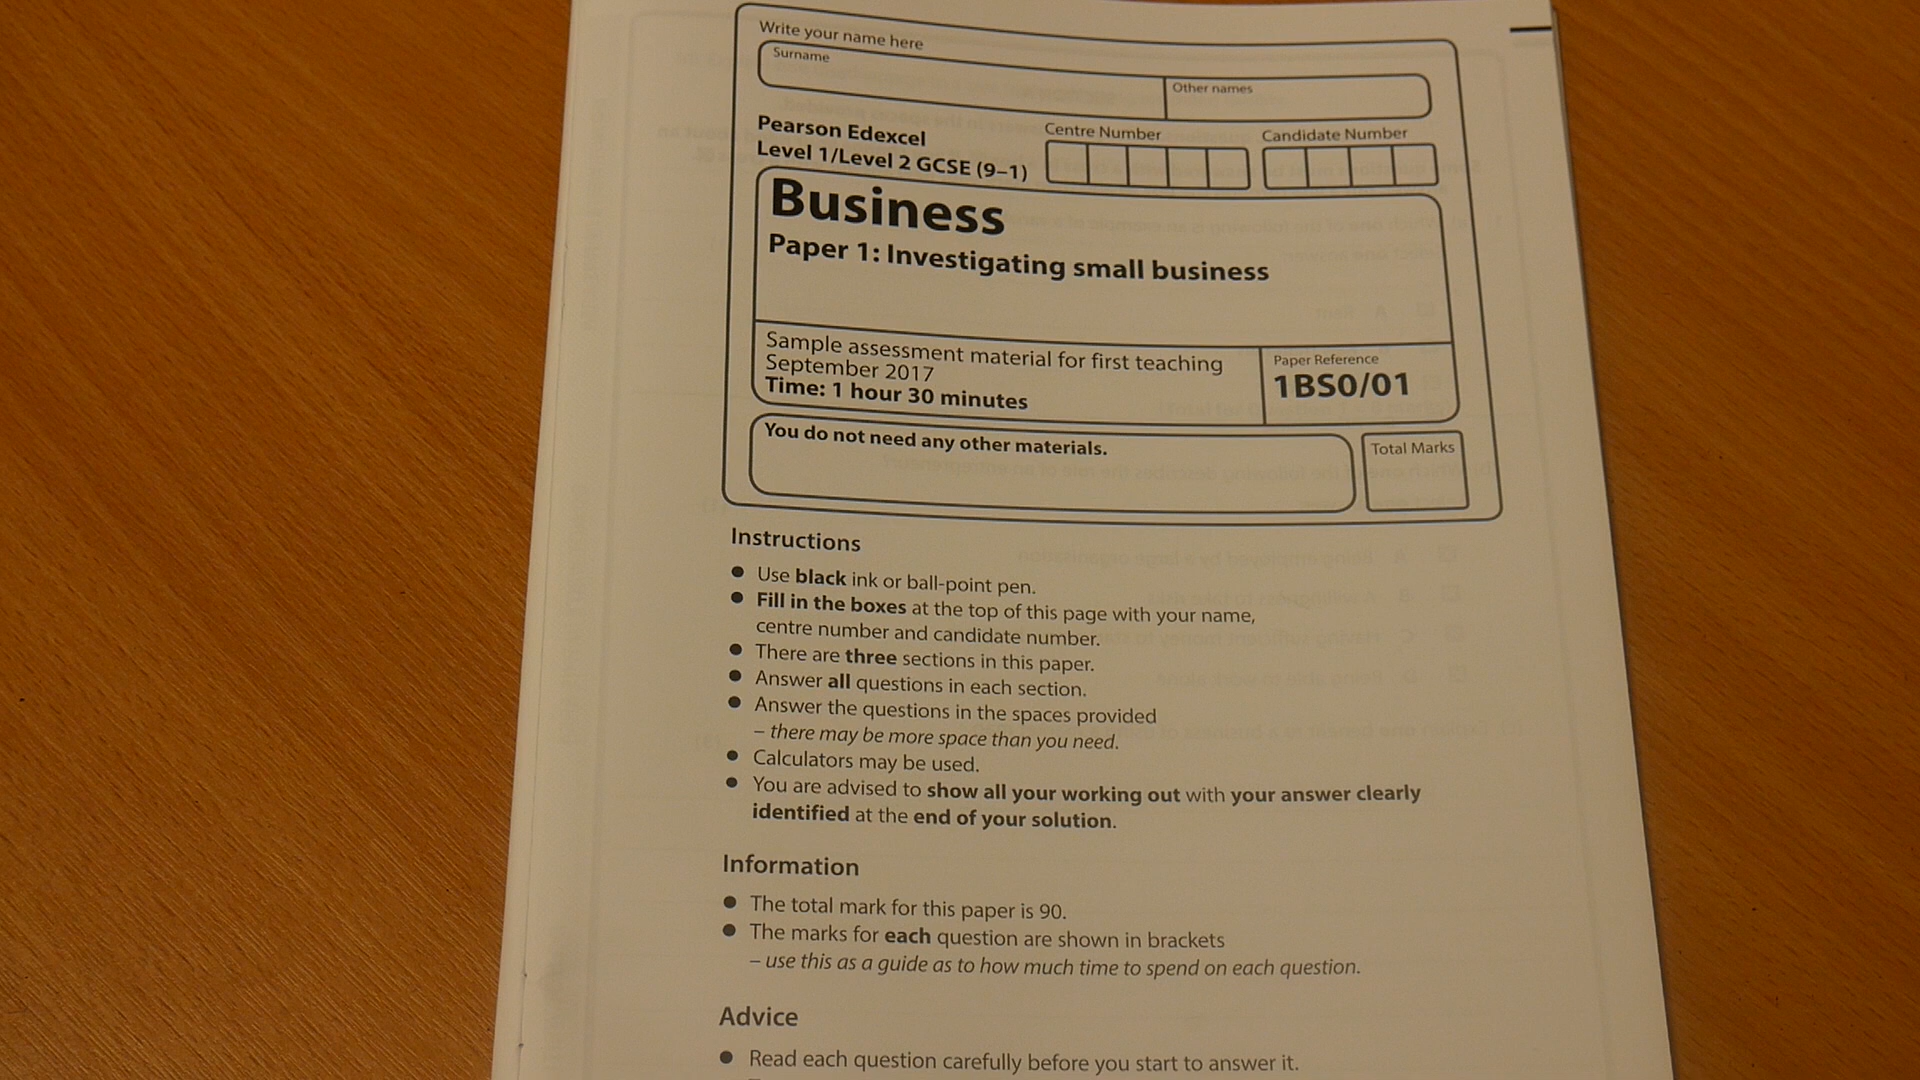 Write your name here
Surname
Other names
Pearson Edexcel
Level 1/Level 2 GCSE (9–1)
Centre Number
Candidate Number
Business
Paper 1: Investigating small business
Sample assessment material for first teaching
September 2017
Time: 1 hour 30 minutes
Paper Reference
1BS0/01
You do not need any other materials.
Total Marks
Instructions
● Use black ink or ball-point pen.
● Fill in the boxes at the top of this page with your name,
centre number and candidate number.
● There are three sections in this paper.
● Answer all questions in each section.
● Answer the questions in the spaces provided
– there may be more space than you need.
● Calculators may be used.
● You are advised to show all your working out with your answer clearly
identified at the end of your solution.
Information
● The total mark for this paper is 90.
● The marks for each question are shown in brackets
– use this as a guide as to how much time to spend on each question.
Advice
● Read each question carefully before you start to answer it.